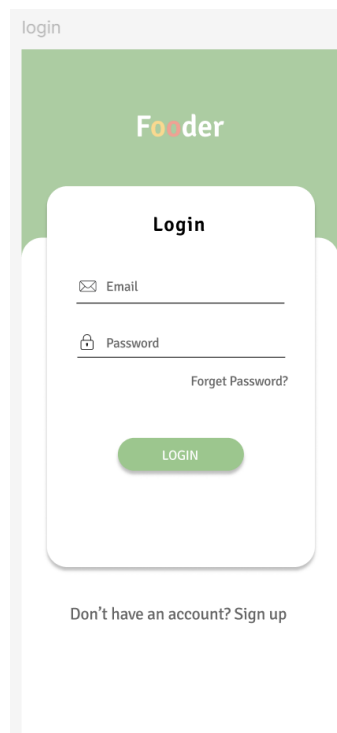 login
Fooder
Login
Email
Password
Forget Password?
LOGIN
Don't have an account? Sign up